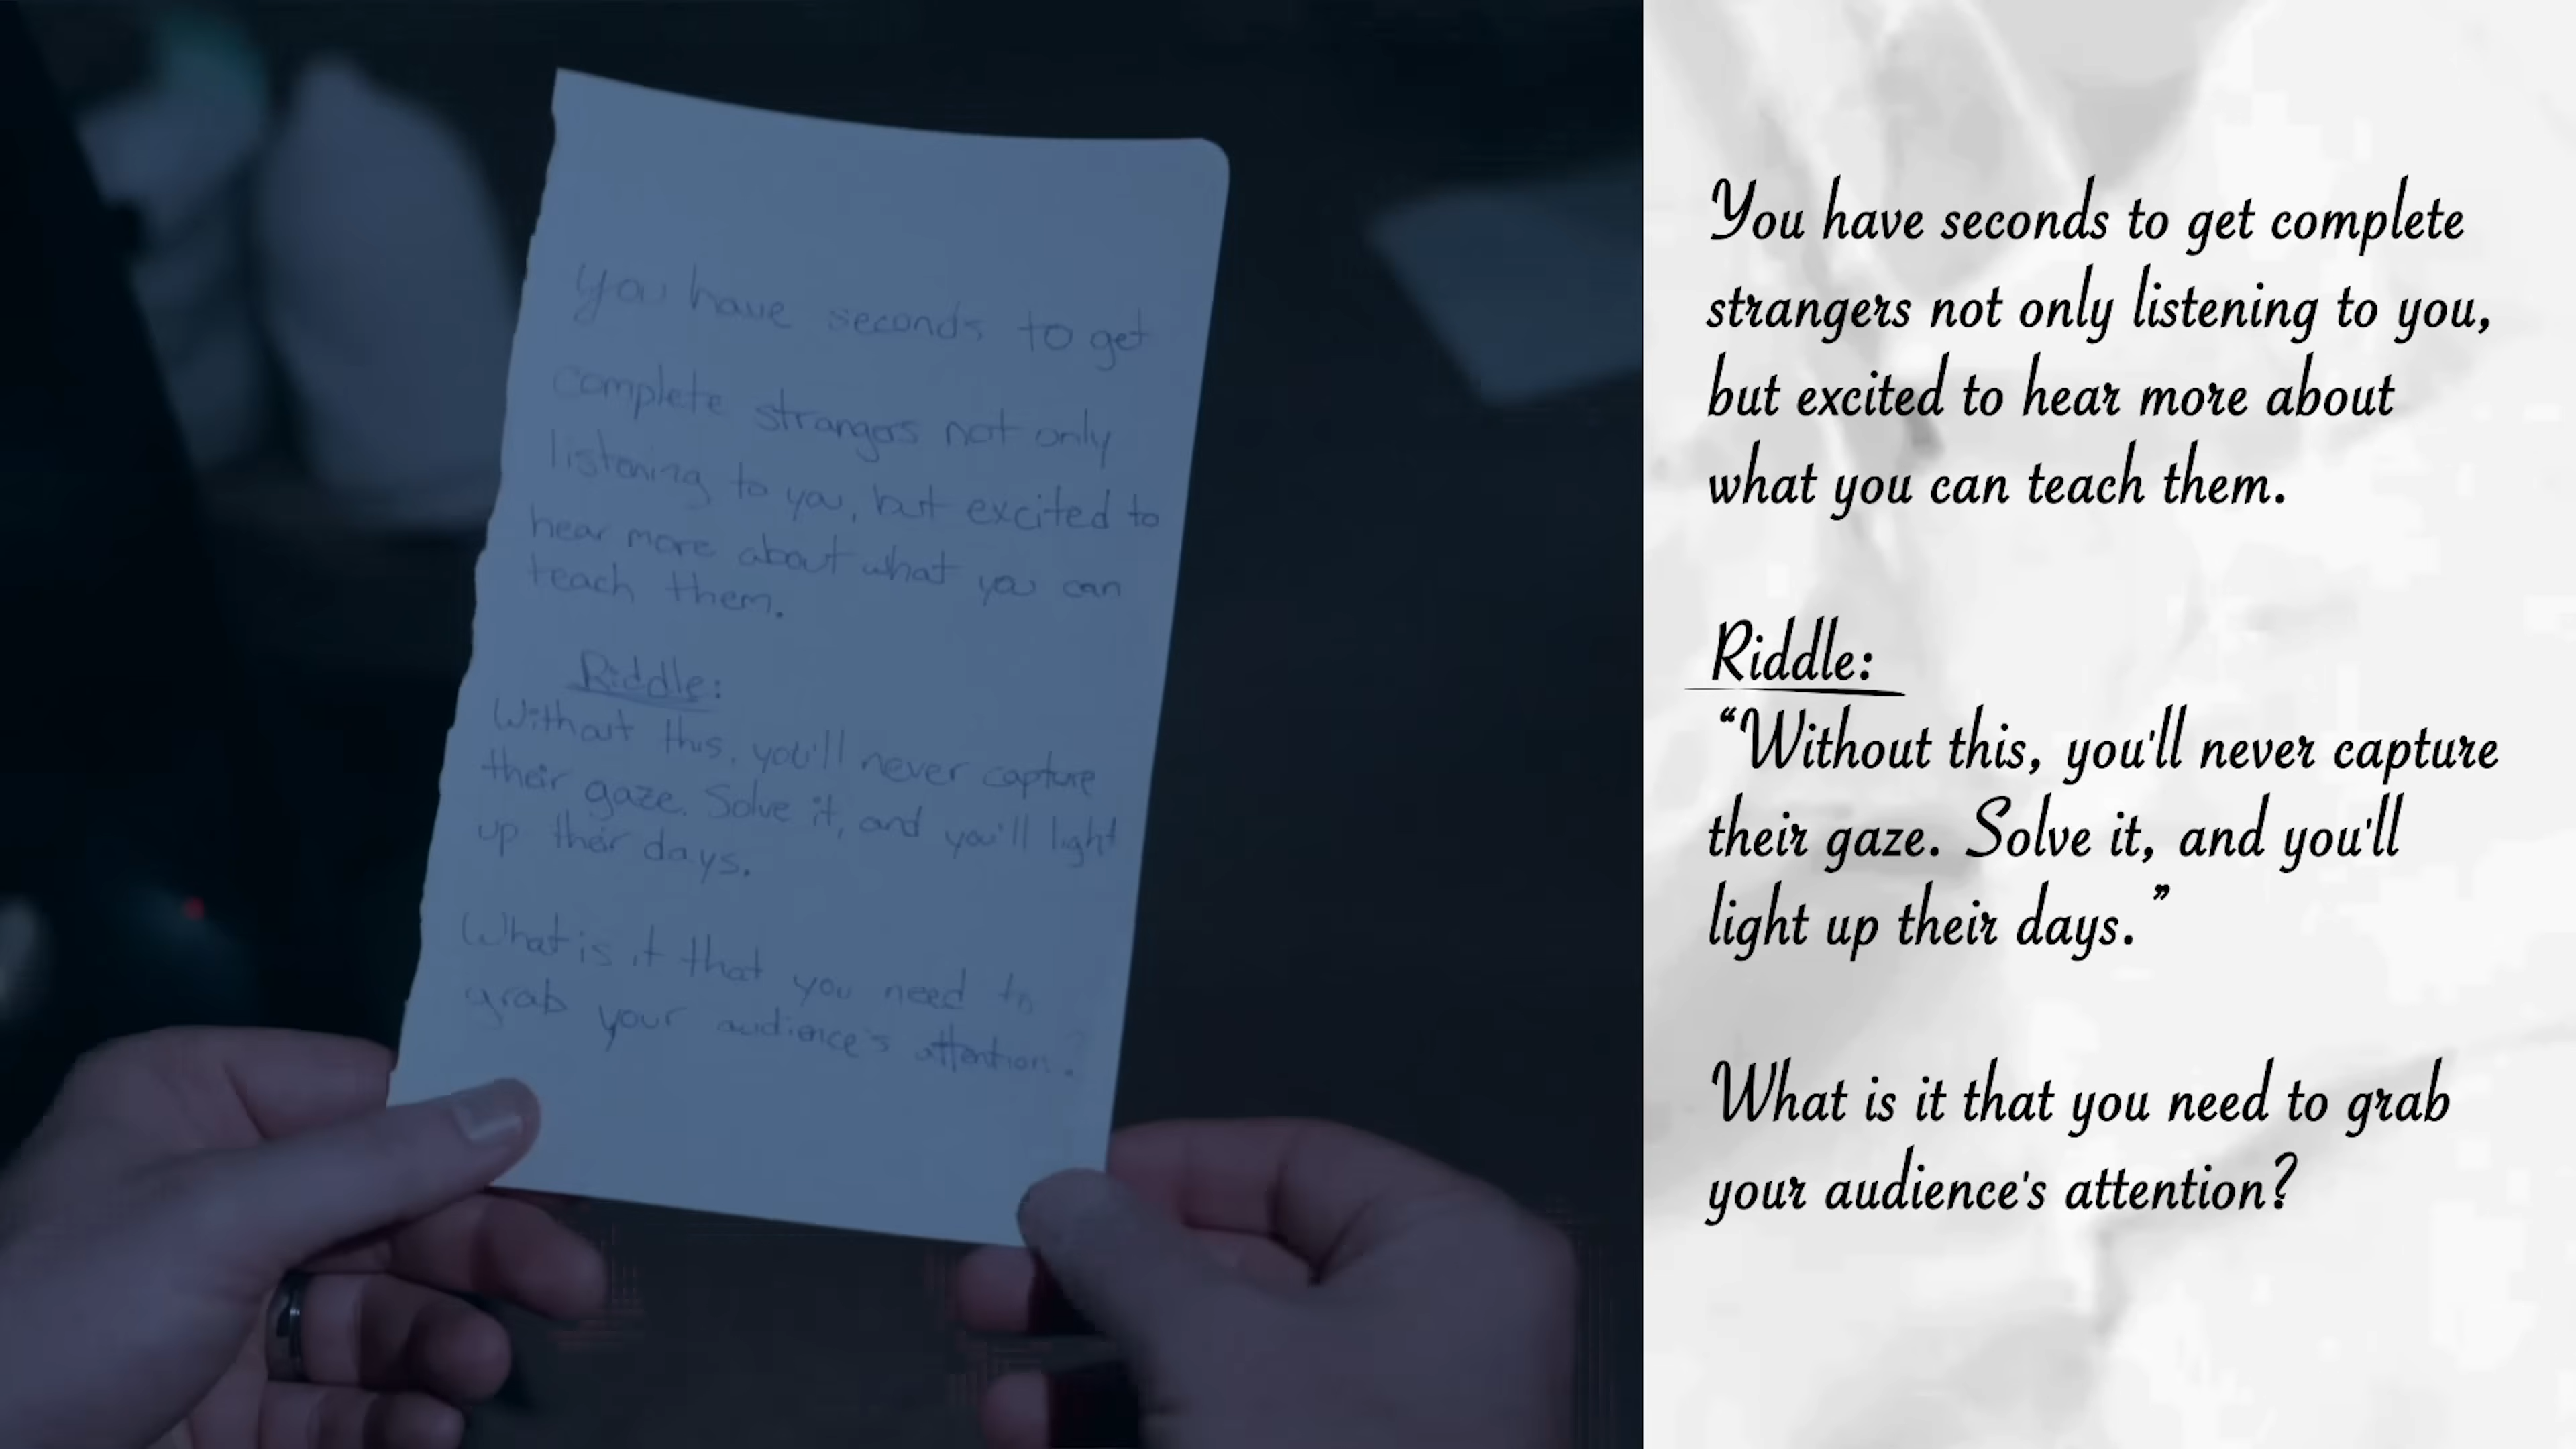 you have seconds to get
complete strangers not only
listening to you, but excited to
hear more about what you can
teach them.
Riddle:
Without this, you'll never capture
their gaze. Solve it, and you'll light
up their days.
What is it that you need to
grab your audience's attention?
You have seconds to get complete
strangers not only listening to you,
but excited to hear more about
what you can teach them.
Riddle:
“Without this, you'll never capture
their gaze. Solve it, and you'll
light up their days.”
What is it that you need to grab
your audience's attention?